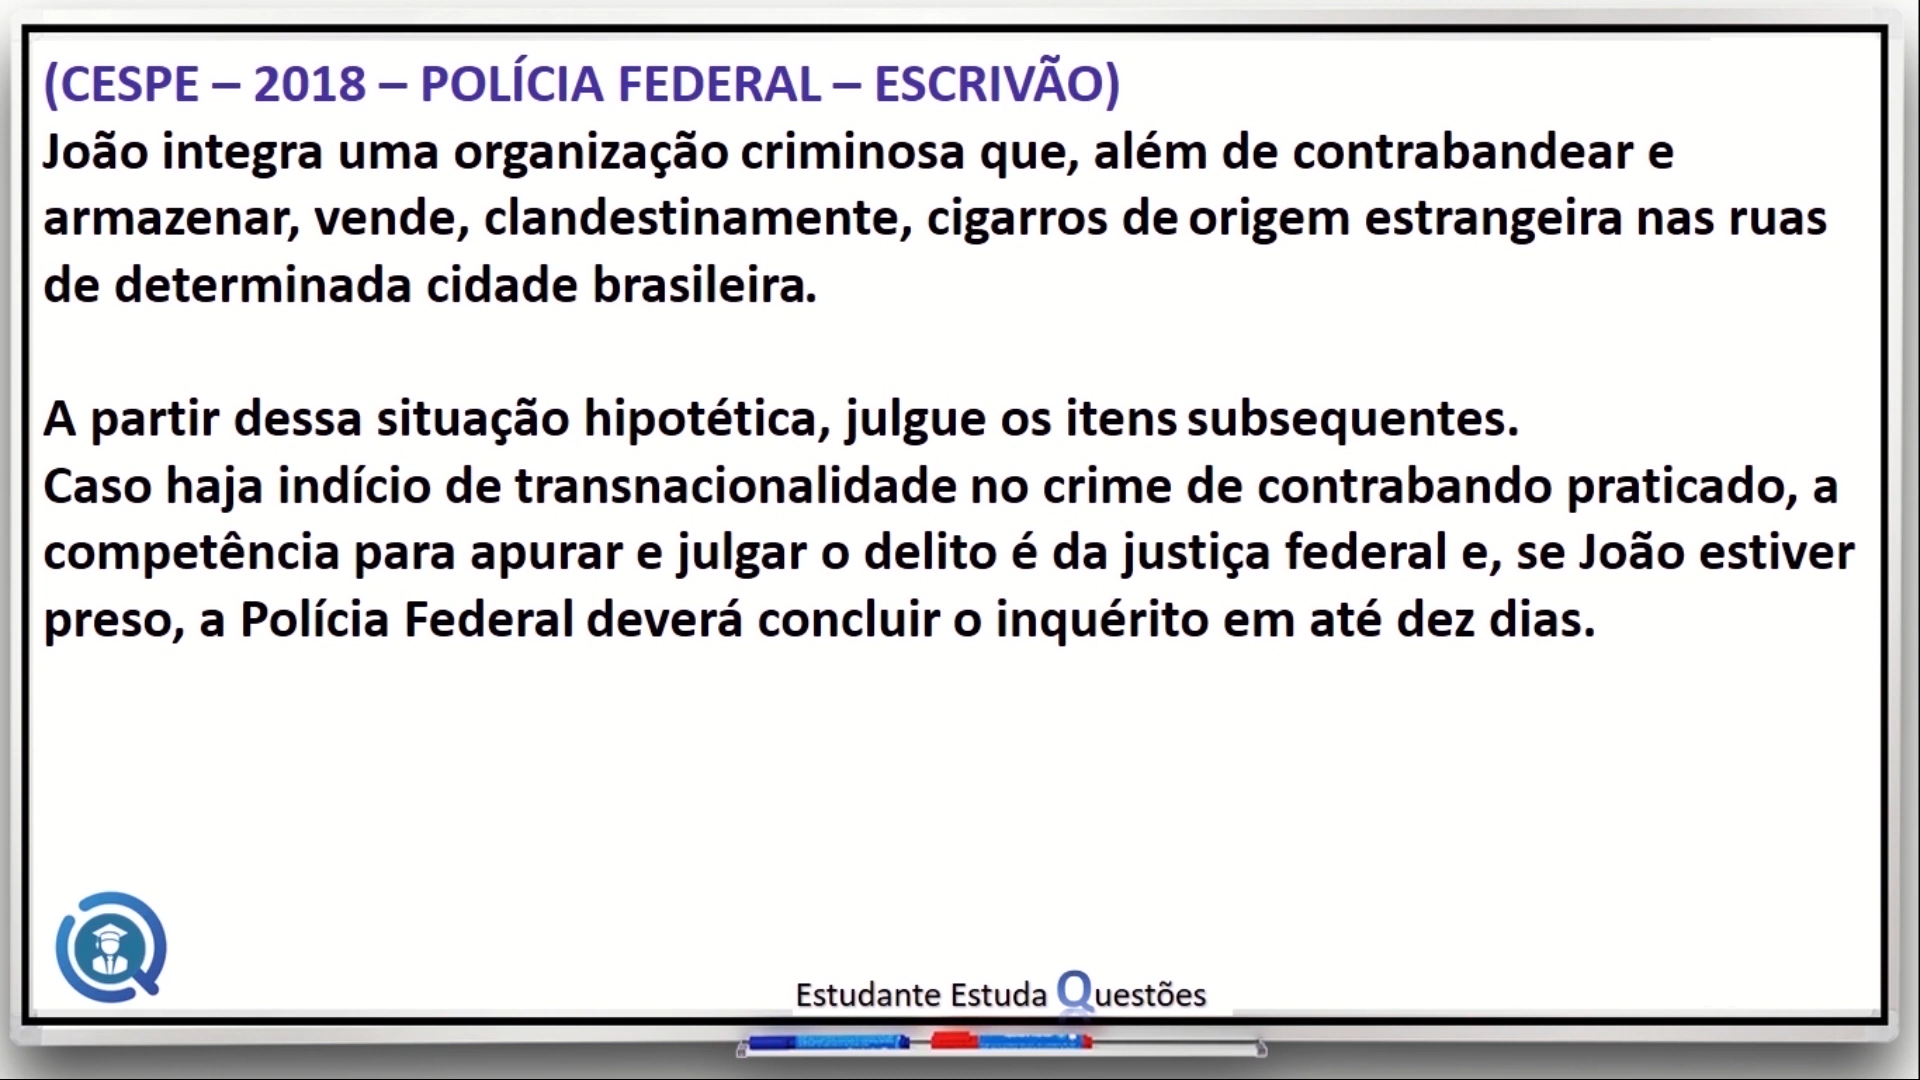 (CESPE – 2018 – POLÍCIA FEDERAL – ESCRIVÃO)
João integra uma organização criminosa que, além de contrabandear e
armazenar, vende, clandestinamente, cigarros de origem estrangeira nas ruas
de determinada cidade brasileira.
A partir dessa situação hipotética, julgue os itens subsequentes.
Caso haja indício de transnacionalidade no crime de contrabando praticado, a
competência para apurar e julgar o delito é da justiça federal e, se João estiver
preso, a Polícia Federal deverá concluir o inquérito em até dez dias.
Estudante Estuda Questões